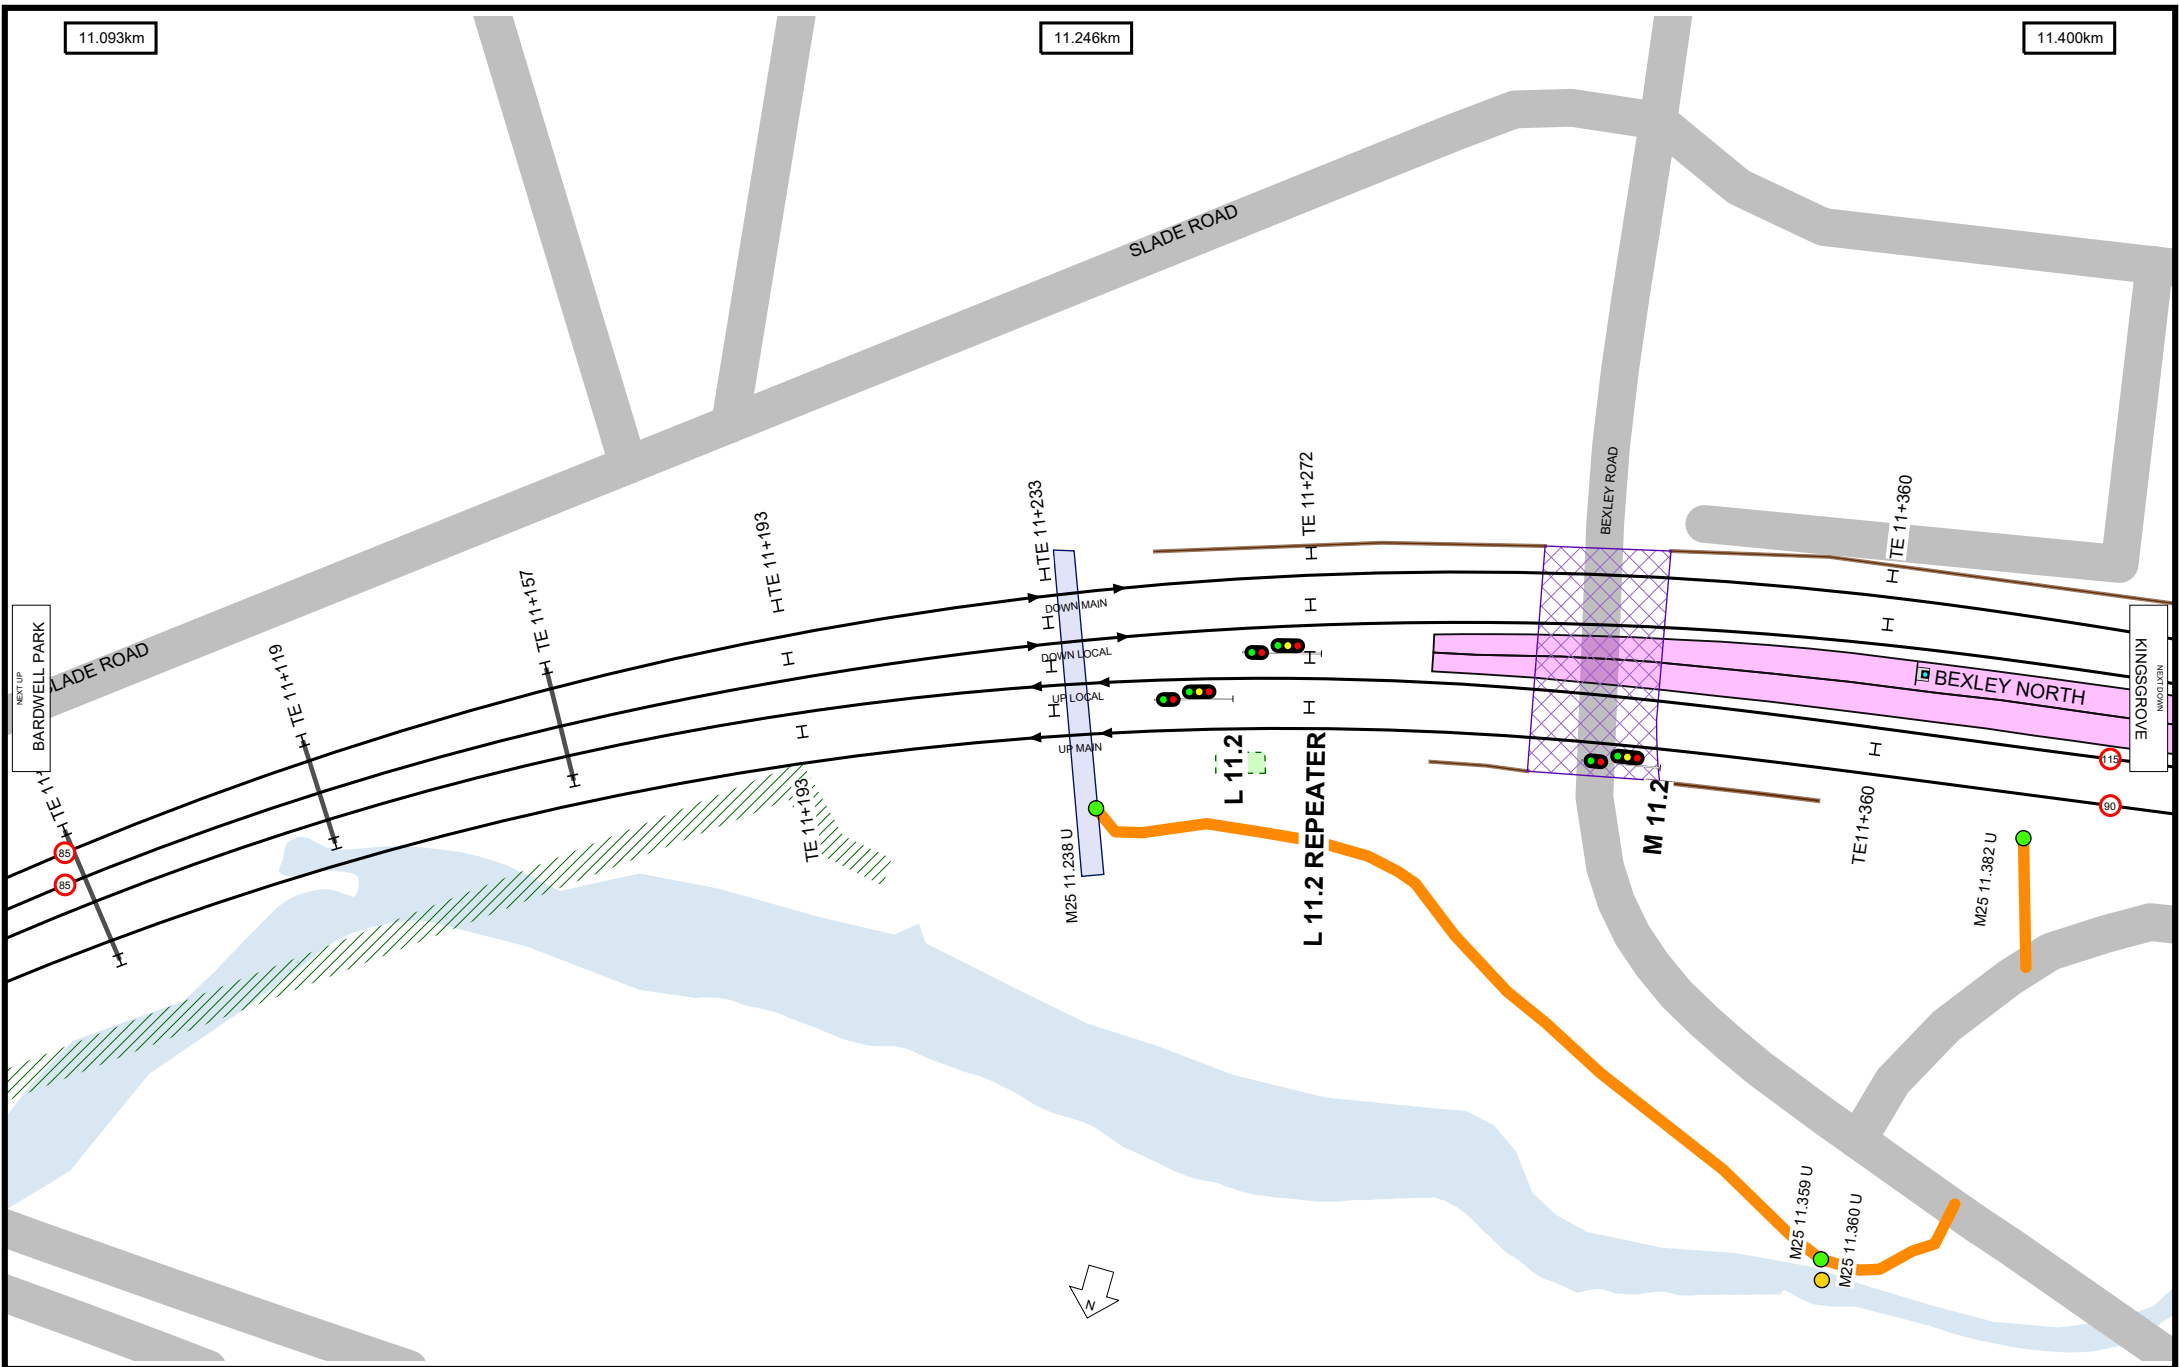 11.093km
11.246km
11.400km
SLADE ROAD
BEXLEY ROAD
TE 11+272
TE 11+360
TE 11+233
TE 11+193
TE 11+157
TE 11+119
DOWN MAIN
DOWN LOCAL
UP LOCAL
UP MAIN
NEXT UP
BARDWELL PARK
SLADE ROAD
BEXLEY NORTH
KINGSGROVE
NEXT DOWN
115
90
L 11.2
L 11.2 REPEATER
M 11.2
TE 11+193
TE11+360
85
85
M25 11.238 U
M25 11.382 U
M25 11.359 U
M25 11.360 U
N